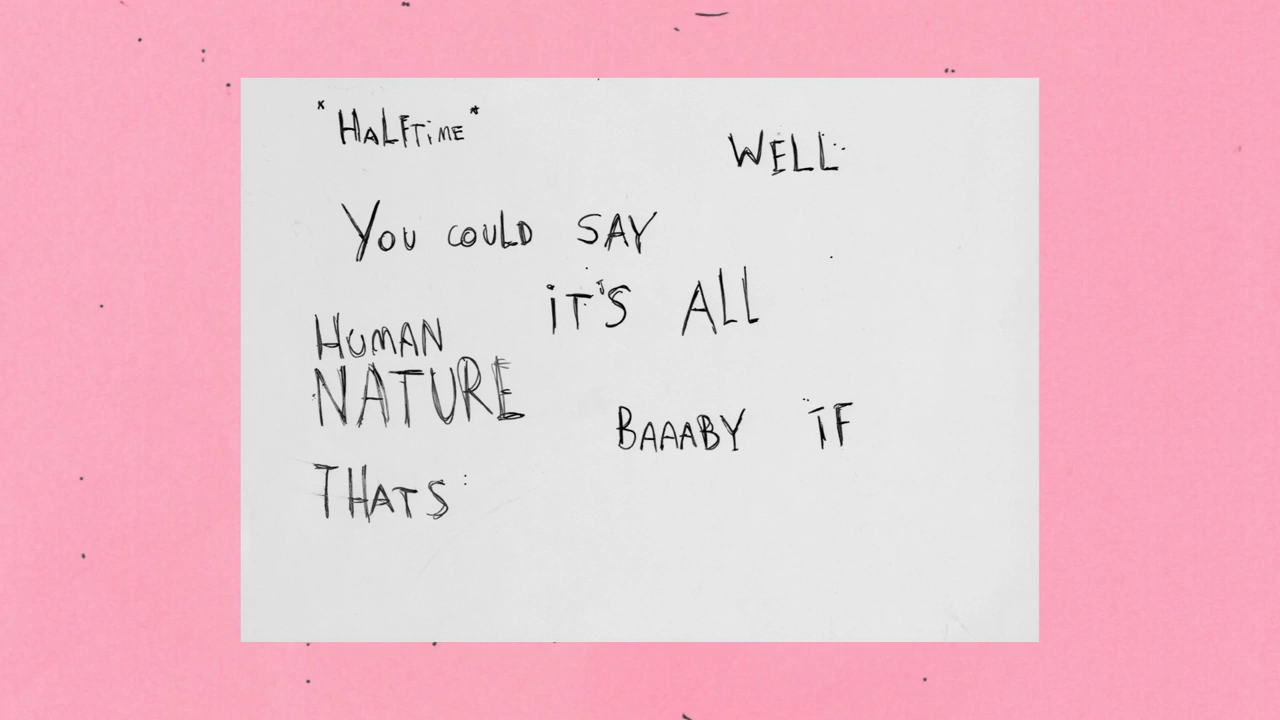 *HALFTiME*
WELL
YOU COULD SAY
iT'S ALL
HUMAN
NATURE
BAAABY iF
THATS